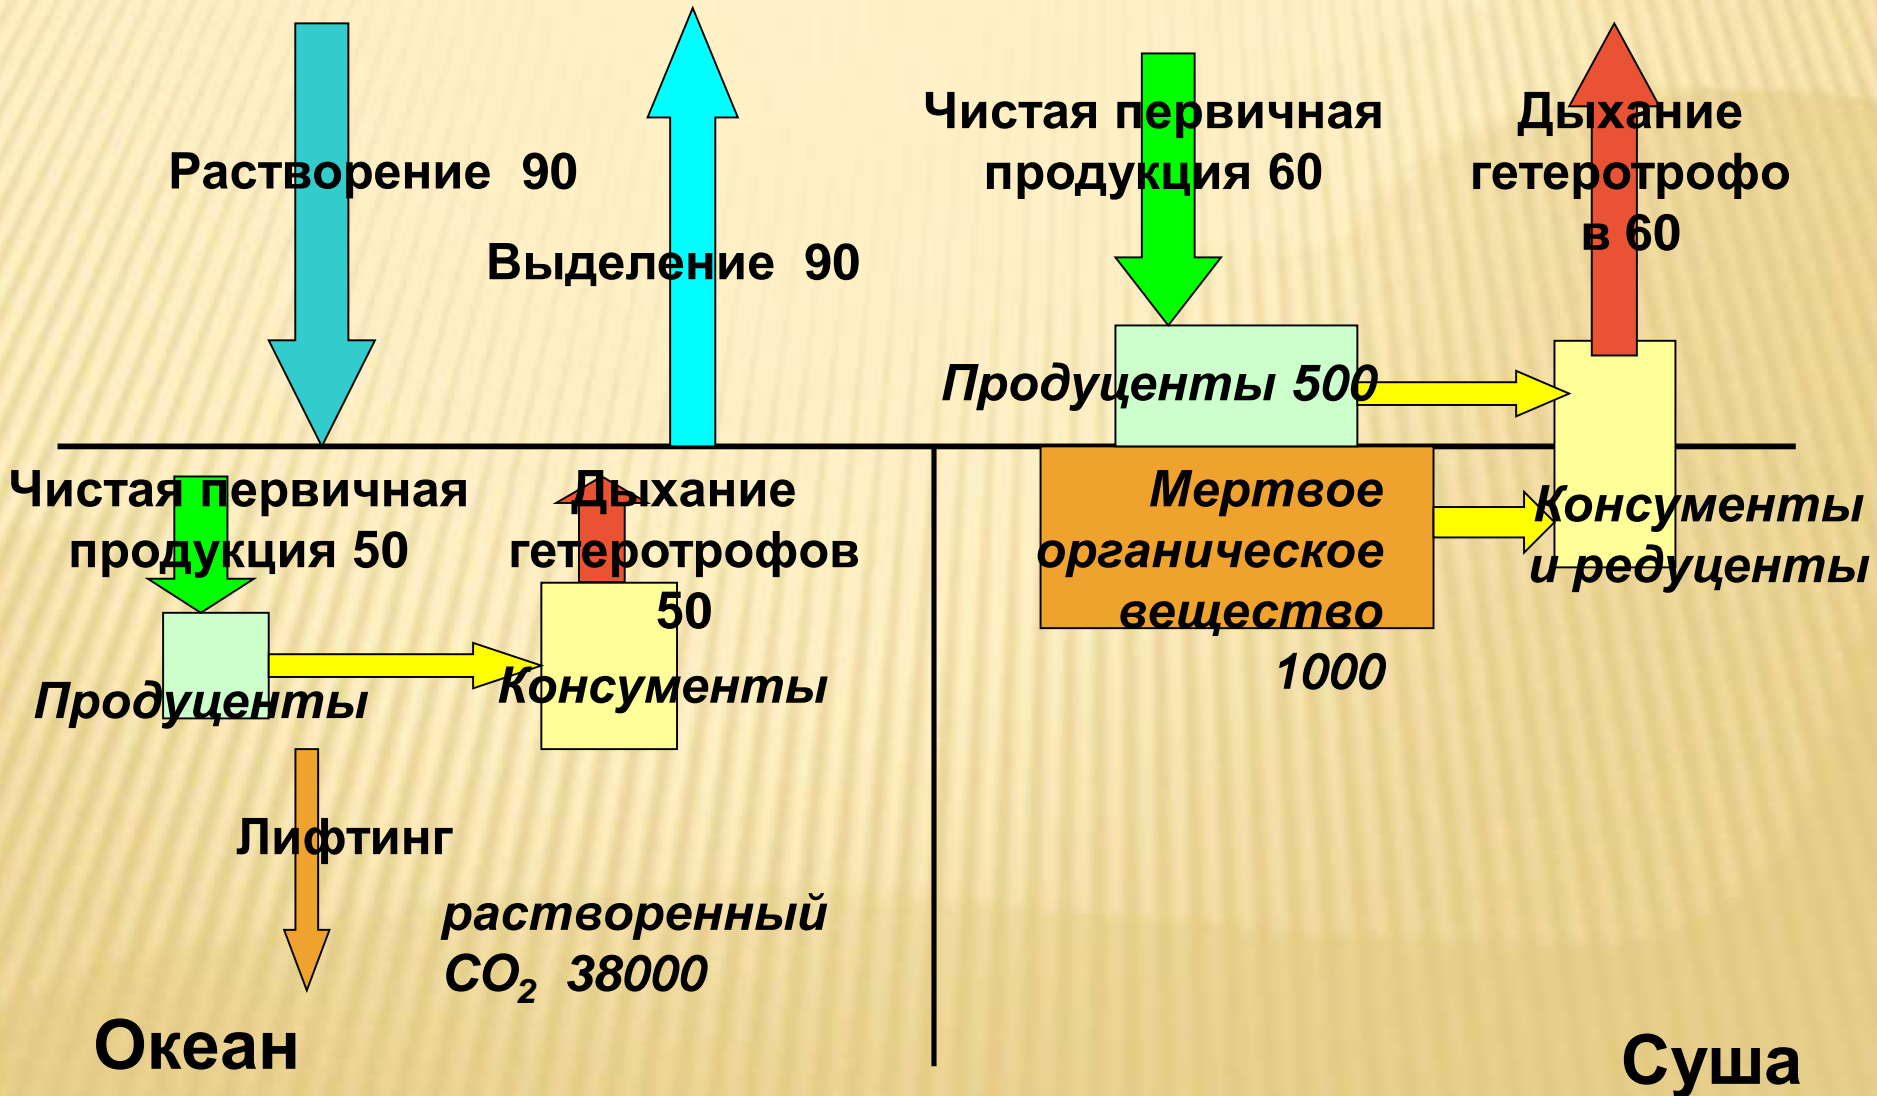 Растворение 90
Выделение 90
Чистая первичная
продукция 60
Дыхание
гетеротрофо
в 60
Продуценты 500
Чистая первичная
продукция 50
Дыхание
гетеротрофов
50
Мертвое
органическое
вещество
1000
Консументы
и редуценты
Продуценты
Консументы
Лифтинг
растворенный
CO₂ 38000
Океан
Суша